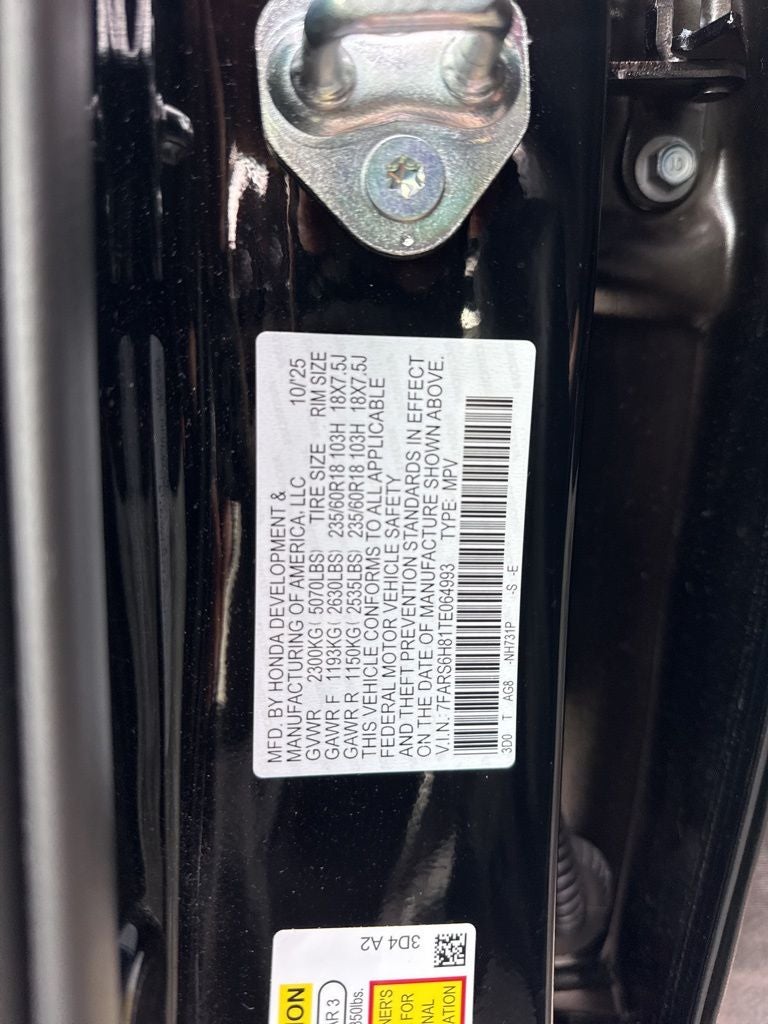 MFD. BY HONDA DEVELOPMENT &
MANUFACTURING OF AMERICA, LLC 10/'25
GVWR 2300KG( 5070LBS) TIRE SIZE RIM SIZE
GAWR F 1193KG( 2630LBS) 235/60R18 103H 18X7.5J
GAWR R 1150KG( 2535LBS) 235/60R18 103H 18X7.5J
THIS VEHICLE CONFORMS TO ALL APPLICABLE
FEDERAL MOTOR VEHICLE SAFETY
AND THEFT PREVENTION STANDARDS IN EFFECT
ON THE DATE OF MANUFACTURE SHOWN ABOVE.
V.I.N.: 7FARS6H81TE064993 TYPE: MPV
3D0 T AG8 -NH731P -S -E
3D4 A2
850lbs.
FOR
10